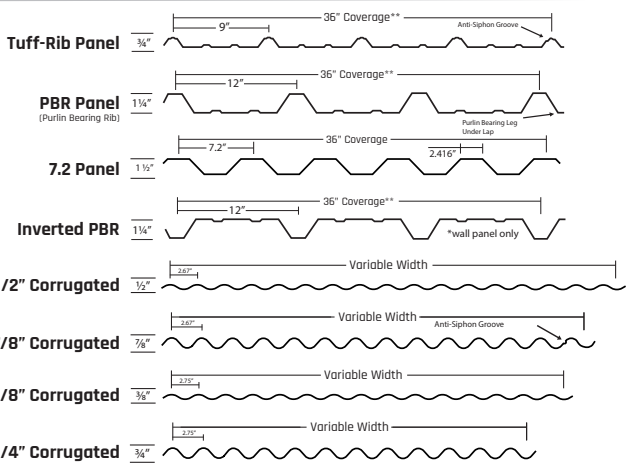 36" Coverage**
9"
Anti-Siphon Groove
Tuff-Rib Panel ¾"
36" Coverage**
12"
PBR Panel 1¼"
(Purlin Bearing Rib)
Purlin Bearing Leg
Under Lap
36" Coverage
7.2"
2.416"
7.2 Panel 1 ½"
36" Coverage**
12"
Inverted PBR 1¼"
*wall panel only
Variable Width
2.67"
/2" Corrugated ½"
Variable Width
2.67"
Anti-Siphon Groove
/8" Corrugated ⅞"
Variable Width
2.75"
/8" Corrugated ⅜"
Variable Width
2.75"
/4" Corrugated ¾"